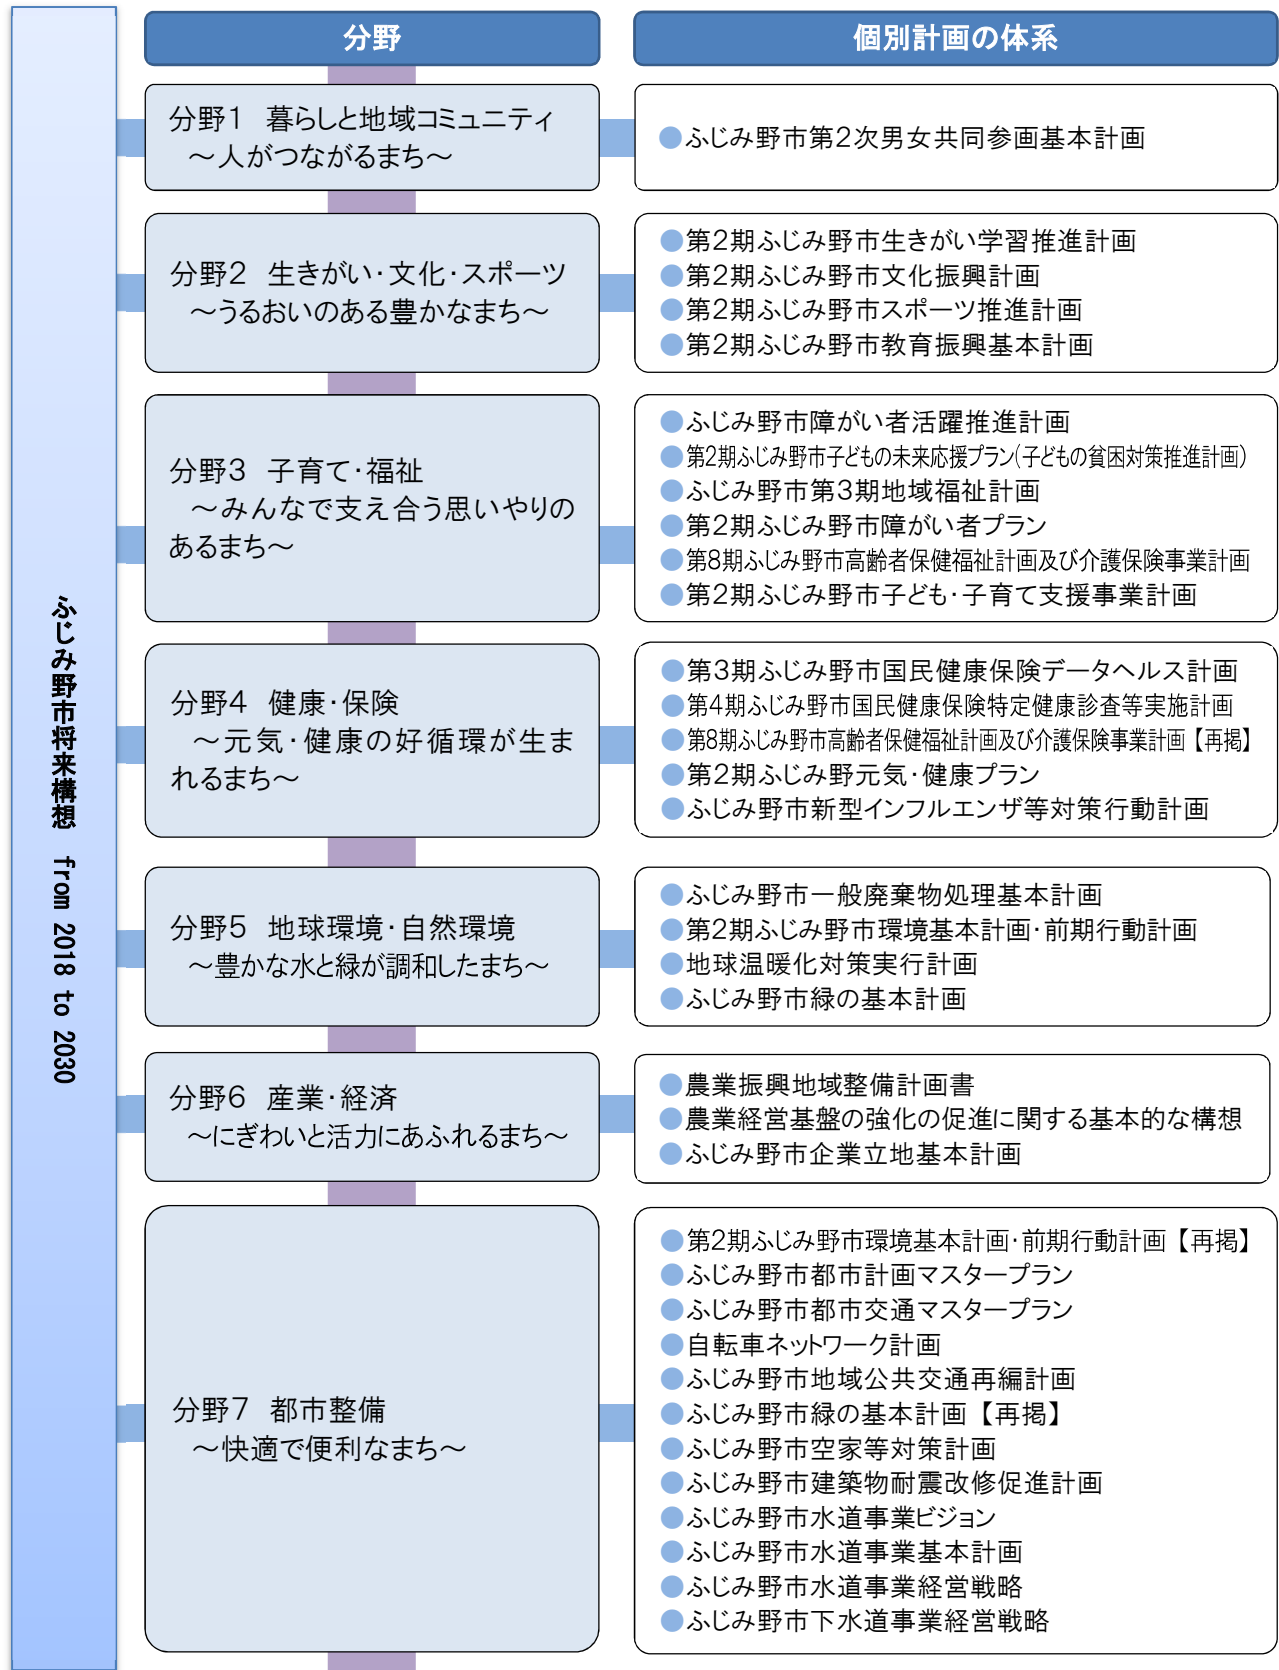 ふじみ野市将来構想　from 2018 to 2030
分野
個別計画の体系
分野1　暮らしと地域コミュニティ
～人がつながるまち～
●ふじみ野市第2次男女共同参画基本計画
分野2　生きがい・文化・スポーツ
～うるおいのある豊かなまち～
●第2期ふじみ野市生きがい学習推進計画
●第2期ふじみ野市文化振興計画
●第2期ふじみ野市スポーツ推進計画
●第2期ふじみ野市教育振興基本計画
分野3　子育て・福祉
～みんなで支え合う思いやりの
あるまち～
●ふじみ野市障がい者活躍推進計画
●第2期ふじみ野市子どもの未来応援プラン(子どもの貧困対策推進計画)
●ふじみ野市第3期地域福祉計画
●第2期ふじみ野市障がい者プラン
●第8期ふじみ野市高齢者保健福祉計画及び介護保険事業計画
●第2期ふじみ野市子ども・子育て支援事業計画
分野4　健康・保険
～元気・健康の好循環が生ま
れるまち～
●第3期ふじみ野市国民健康保険データヘルス計画
●第4期ふじみ野市国民健康保険特定健康診査等実施計画
●第8期ふじみ野市高齢者保健福祉計画及び介護保険事業計画【再掲】
●第2期ふじみ野元気・健康プラン
●ふじみ野市新型インフルエンザ等対策行動計画
分野5　地球環境・自然環境
～豊かな水と緑が調和したまち～
●ふじみ野市一般廃棄物処理基本計画
●第2期ふじみ野市環境基本計画・前期行動計画
●地球温暖化対策実行計画
●ふじみ野市緑の基本計画
分野6　産業・経済
～にぎわいと活力にあふれるまち～
●農業振興地域整備計画書
●農業経営基盤の強化の促進に関する基本的な構想
●ふじみ野市企業立地基本計画
分野7　都市整備
～快適で便利なまち～
●第2期ふじみ野市環境基本計画・前期行動計画【再掲】
●ふじみ野市都市計画マスタープラン
●ふじみ野市都市交通マスタープラン
●自転車ネットワーク計画
●ふじみ野市地域公共交通再編計画
●ふじみ野市緑の基本計画【再掲】
●ふじみ野市空家等対策計画
●ふじみ野市建築物耐震改修促進計画
●ふじみ野市水道事業ビジョン
●ふじみ野市水道事業基本計画
●ふじみ野市水道事業経営戦略
●ふじみ野市下水道事業経営戦略